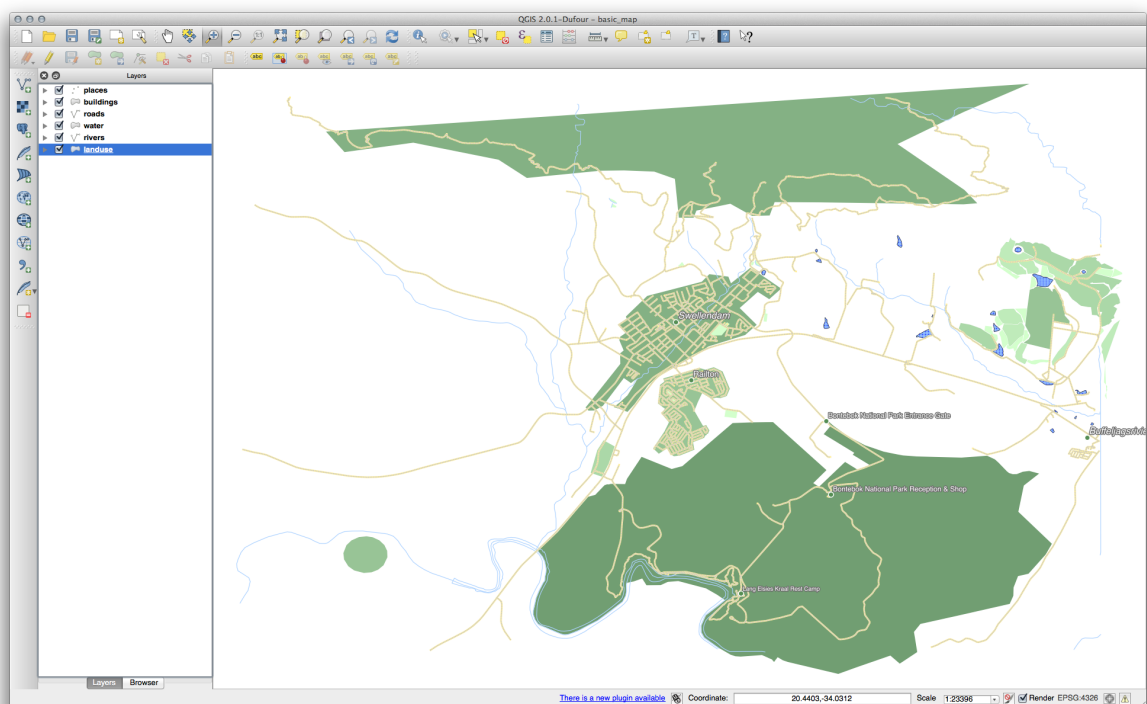 QGIS 2.0.1-Dufour - basic_map
Layers
places
buildings
roads
water
rivers
landuse
Swellendam
Railton
Bontebok National Park Entrance Gate
Buffeljagsrivie
Bontebok National Park Reception & Shop
Lang Elsies Kraal Rest Camp
Layers Browser
There is a new plugin available Coordinate: 20.4403,-34.0312 Scale 1:23396 Render EPSG:4326